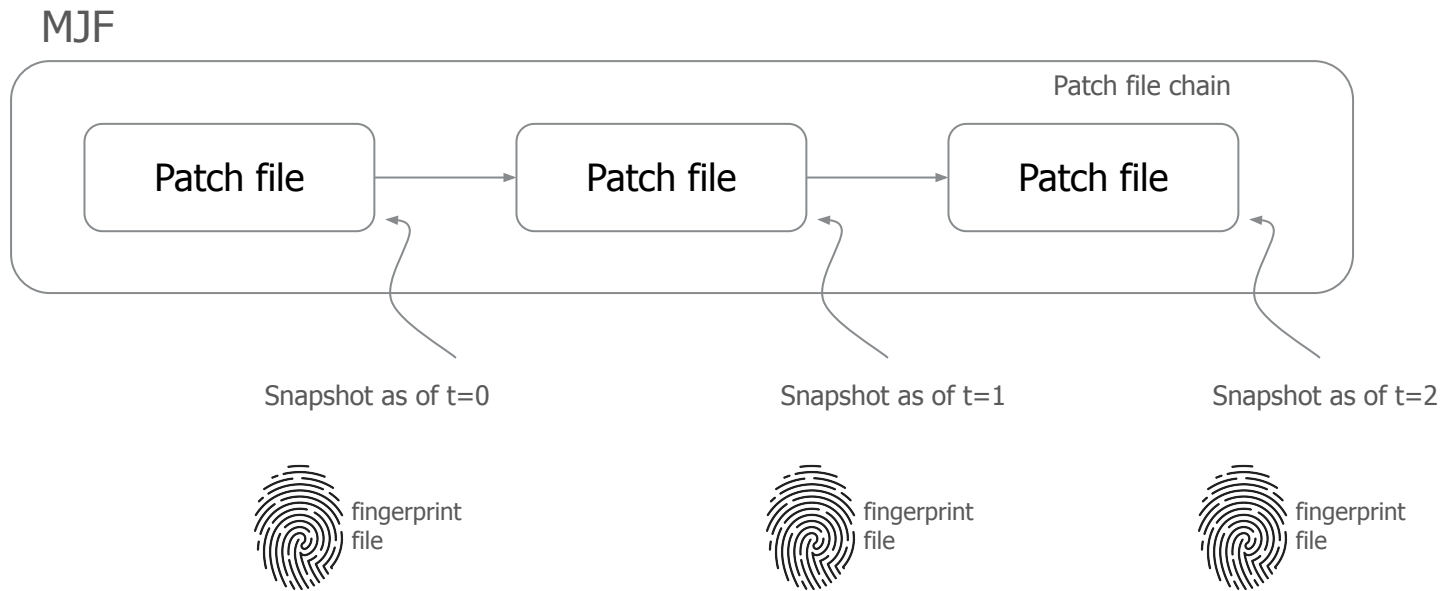 MJF
Patch file chain
Patch file
Patch file
Patch file
Snapshot as of t=0
Snapshot as of t=1
Snapshot as of t=2
fingerprint
file
fingerprint
file
fingerprint
file